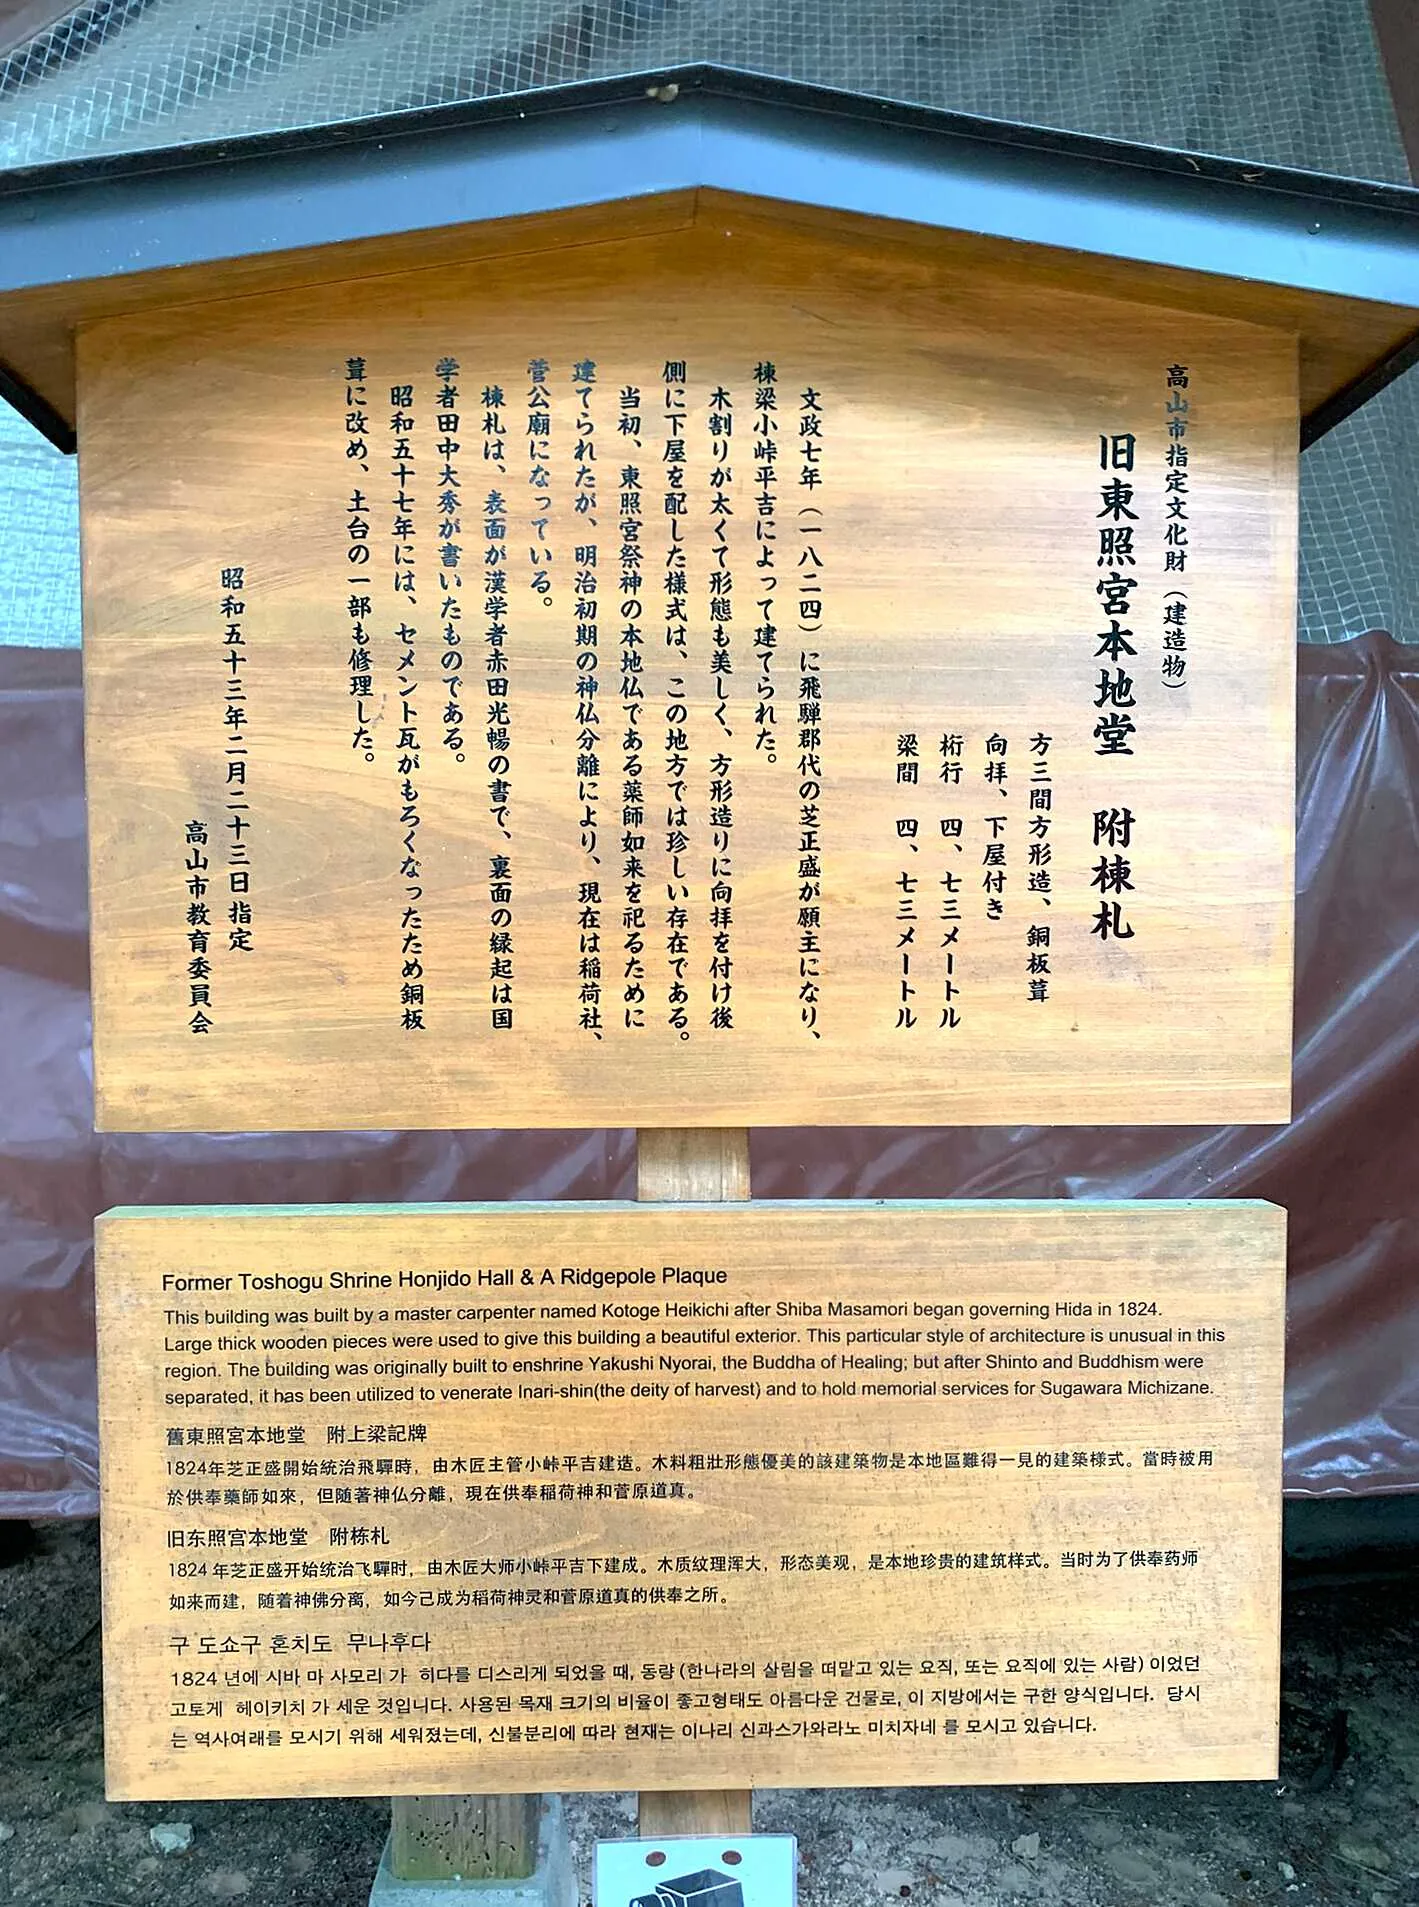 高山市指定文化財（建造物）
旧東照宮本地堂　附棟札
方三間方形造、銅板葺
向拝、下屋付き
桁行　四、七三メートル
梁間　四、七三メートル
文政七年（一八二四）に飛騨郡代の芝正盛が願主になり、
棟梁小峠平吉によって建てられた。
木割りが太くて形態も美しく、方形造りに向拝を付け後
側に下屋を配した様式は、この地方では珍しい存在である。
当初、東照宮祭神の本地仏である薬師如来を祀るために
建てられたが、明治初期の神仏分離により、現在は稲荷社、
菅公廟になっている。
棟札は、表面が漢学者赤田光暢の書で、裏面の縁起は国
学者田中大秀が書いたものである。
昭和五十七年には、セメント瓦がもろくなったため銅板
葺に改め、土台の一部も修理した。
昭和五十三年二月二十三日指定
高山市教育委員会
Former Toshogu Shrine Honjido Hall & A Ridgepole Plaque
This building was built by a master carpenter named Kotoge Heikichi after Shiba Masamori began governing Hida in 1824.
Large thick wooden pieces were used to give this building a beautiful exterior. This particular style of architecture is unusual in this
region. The building was originally built to enshrine Yakushi Nyorai, the Buddha of Healing; but after Shinto and Buddhism were
separated, it has been utilized to venerate Inari-shin(the deity of harvest) and to hold memorial services for Sugawara Michizane.
舊東照宮本地堂　附上梁記牌
1824年芝正盛開始統治飛驒時，由木匠主管小峠平吉建造。木料粗壯形態優美的該建築物是本地區難得一見的建築樣式。當時被用
於供奉藥師如來，但隨著神仏分離，現在供奉稲荷神和菅原道真。
旧东照宫本地堂　附栋札
1824 年芝正盛开始统治飞騨时，由木匠大师小峠平吉下建成。木质纹理浑大，形态美观，是本地珍贵的建筑样式。当时为了供奉药师
如来而建，随着神佛分离，如今己成为稻荷神灵和菅原道真的供奉之所。
구 도쇼구 혼치도 무나후다
1824 년에 시바 마 사모리 가 히다를 디스리게 되었을 때, 동량 (한나라의 살림을 떠맡고 있는 요직, 또는 요직에 있는 사람) 이었던
고토게 헤이키치 가 세운 것입니다. 사용된 목재 크기의 비율이 좋고형태도 아름다운 건물로, 이 지방에서는 구한 양식입니다. 당시
는 역사여래를 모시기 위해 세워졌는데, 신불분리에 따라 현재는 이나리 신과스가와라노 미치자네 를 모시고 있습니다.